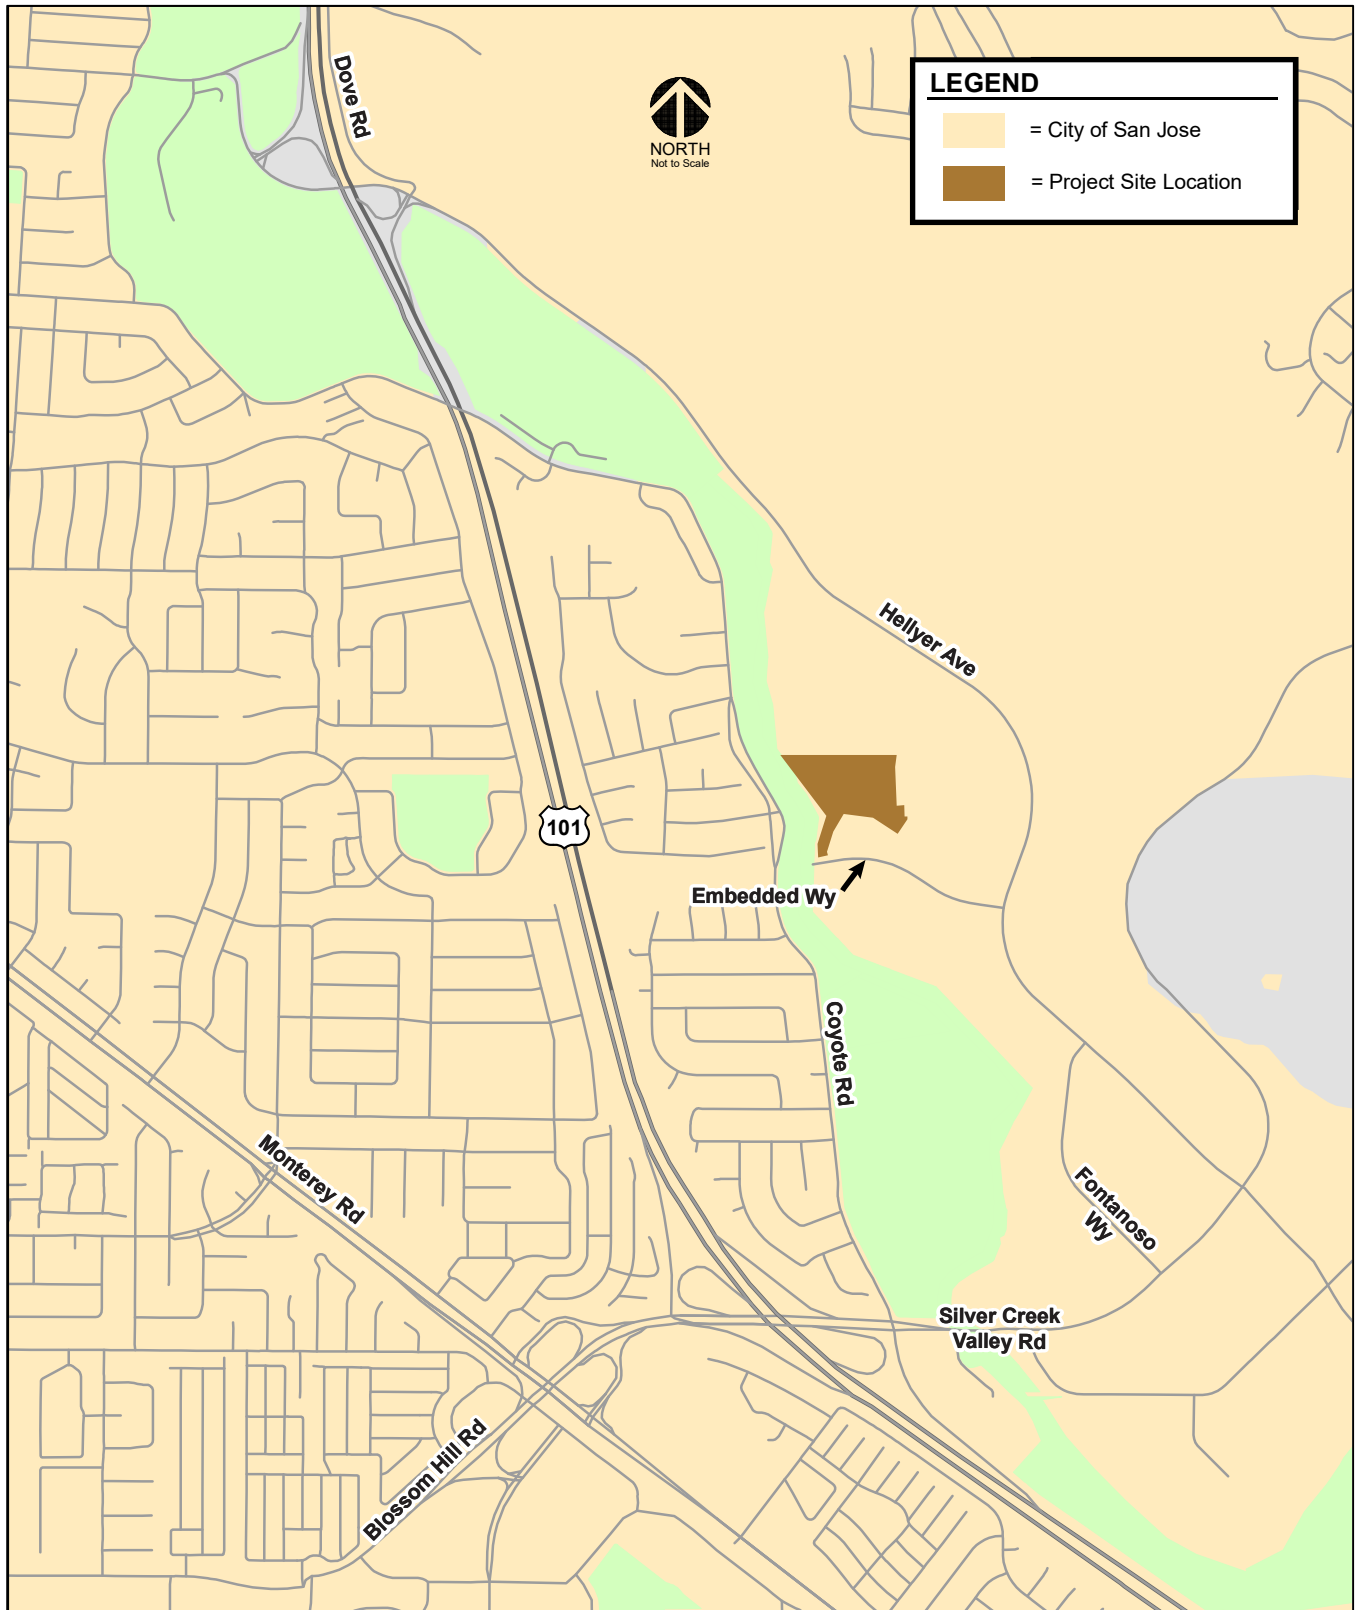 Dove Rd
NORTH
Not to Scale
LEGEND
= City of San Jose
= Project Site Location
Hellyer Ave
101
Embedded Wy
Coyote Rd
Monterey Rd
Fontanoso
Wy
Silver Creek
Valley Rd
Blossom Hill Rd